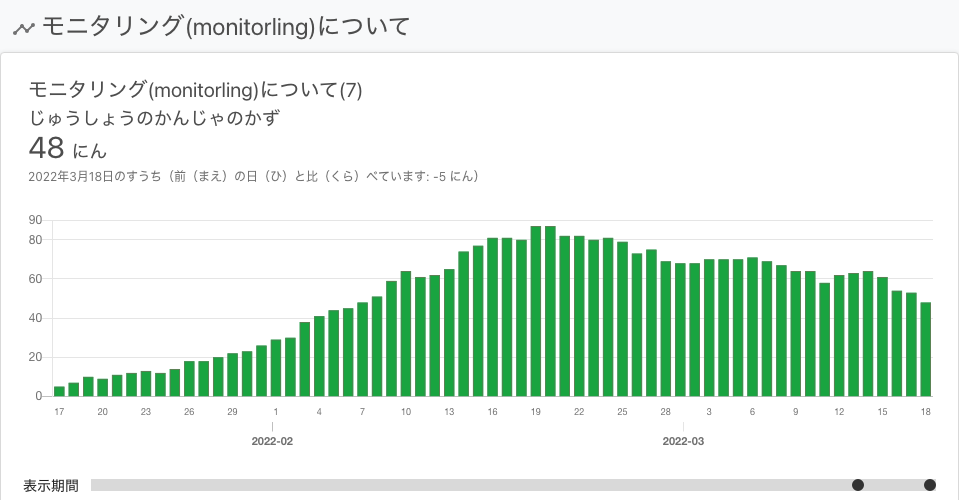 モニタリング(monitorling)について
モニタリング(monitorling)について(7)
じゅうしょうのかんじゃのかず
48 にん
2022年3月18日のすうち（前（まえ）の日（ひ）と比（くら）べています: -5 にん）
90
80
60
40
20
0
17 20 23 26 29 1 4 7 10 13 16 19 22 25 28 3 6 9 12 15 18
2022-02 2022-03
表示期間